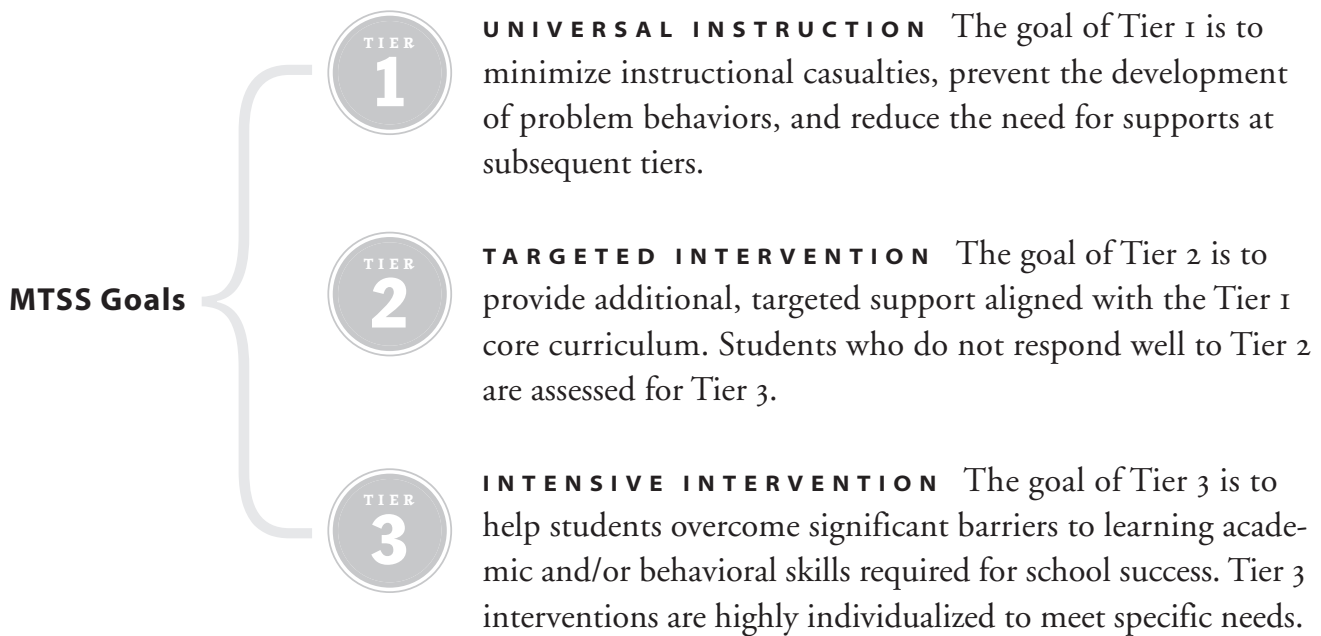 TIER
1
UNIVERSAL INSTRUCTION The goal of Tier 1 is to
minimize instructional casualties, prevent the development
of problem behaviors, and reduce the need for supports at
subsequent tiers.
MTSS Goals
TIER
2
TARGETED INTERVENTION The goal of Tier 2 is to
provide additional, targeted support aligned with the Tier 1
core curriculum. Students who do not respond well to Tier 2
are assessed for Tier 3.
TIER
3
INTENSIVE INTERVENTION The goal of Tier 3 is to
help students overcome significant barriers to learning acade-
mic and/or behavioral skills required for school success. Tier 3
interventions are highly individualized to meet specific needs.